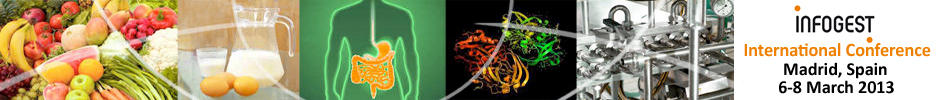 INFOGEST
International Conference
Madrid, Spain
6-8 March 2013